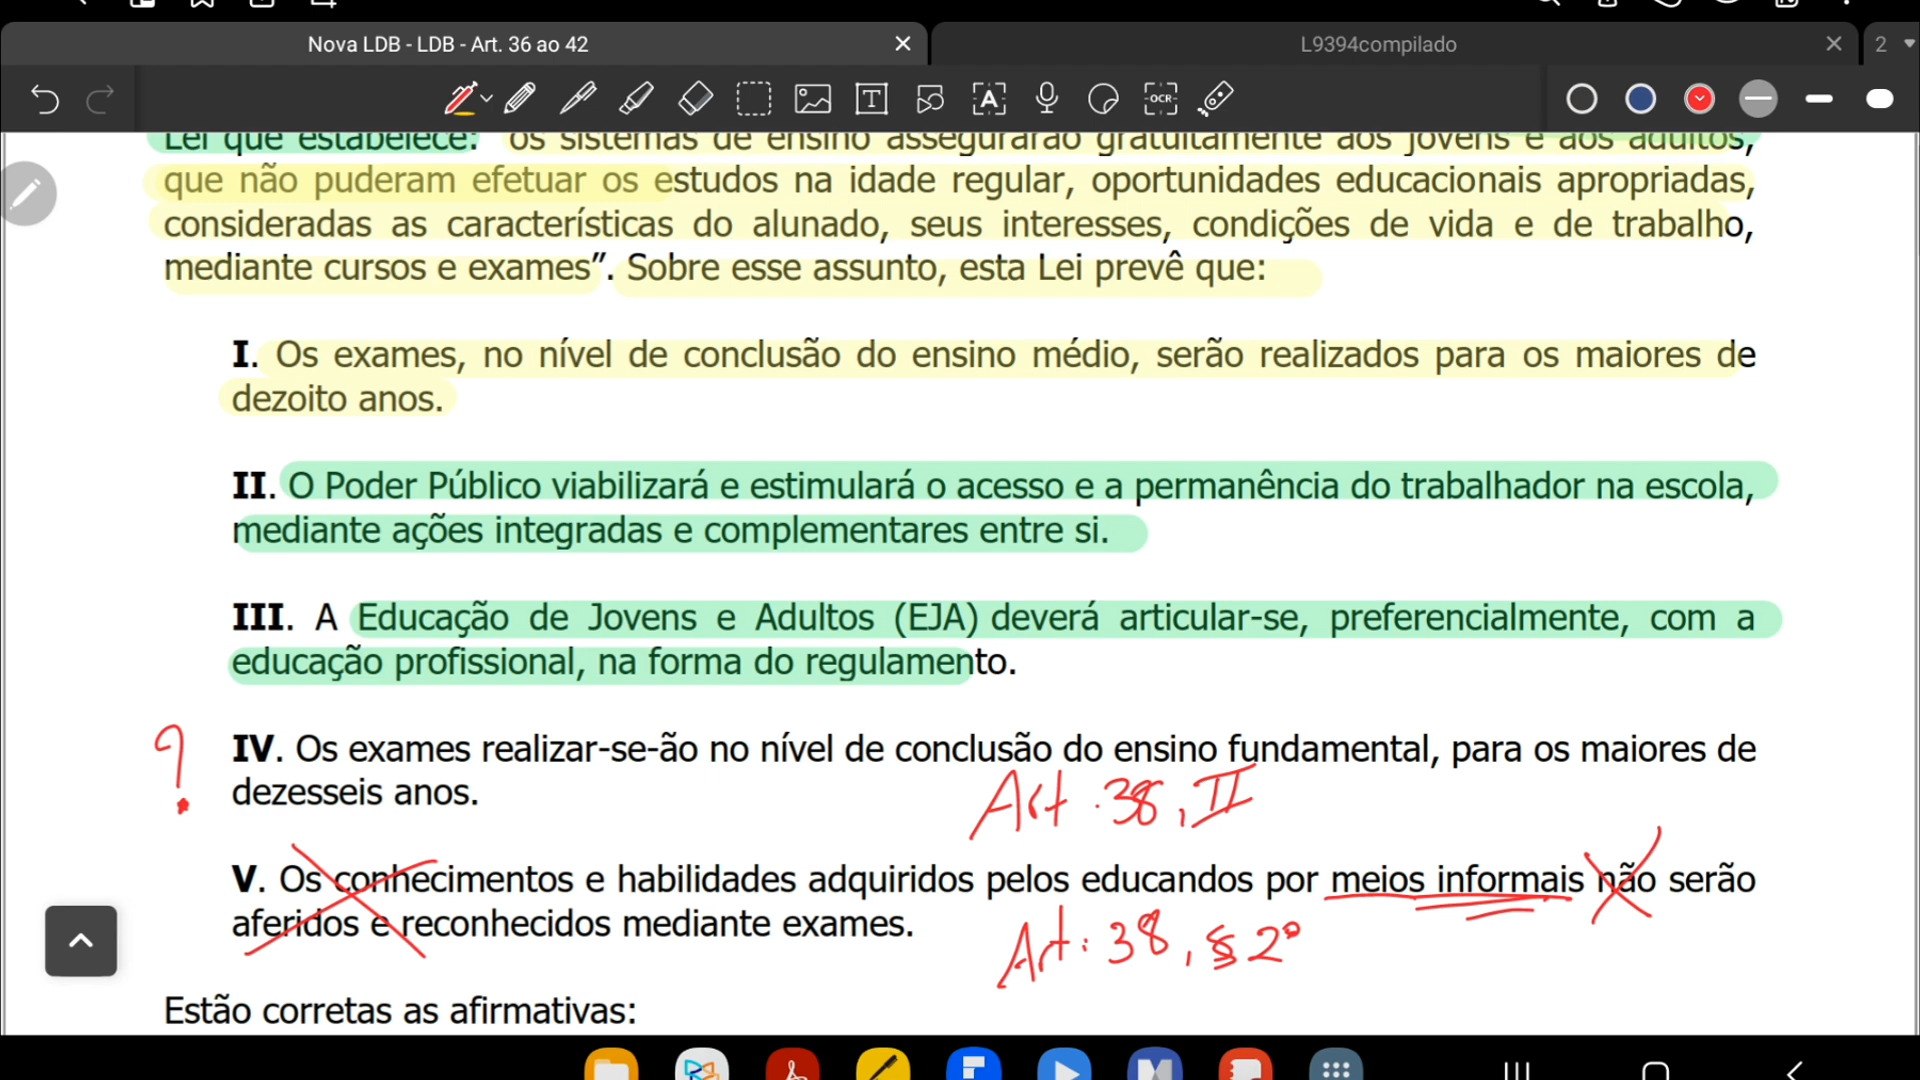 Nova LDB - LDB - Art. 36 ao 42
L9394compilado
2
T
A
OCR
Lei que estabelece: os sistemas de ensino assegurarão gratuitamente aos jovens e aos adultos,
que não puderam efetuar os estudos na idade regular, oportunidades educacionais apropriadas,
consideradas as características do alunado, seus interesses, condições de vida e de trabalho,
mediante cursos e exames”. Sobre esse assunto, esta Lei prevê que:
I. Os exames, no nível de conclusão do ensino médio, serão realizados para os maiores de
dezoito anos.
II. O Poder Público viabilizará e estimulará o acesso e a permanência do trabalhador na escola,
mediante ações integradas e complementares entre si.
III. A Educação de Jovens e Adultos (EJA) deverá articular-se, preferencialmente, com a
educação profissional, na forma do regulamento.
? IV. Os exames realizar-se-ão no nível de conclusão do ensino fundamental, para os maiores de
dezesseis anos.
Art. 38, II
V. Os conhecimentos e habilidades adquiridos pelos educandos por meios informais não serão
aferidos e reconhecidos mediante exames.
Art: 38, § 2º
Estão corretas as afirmativas: